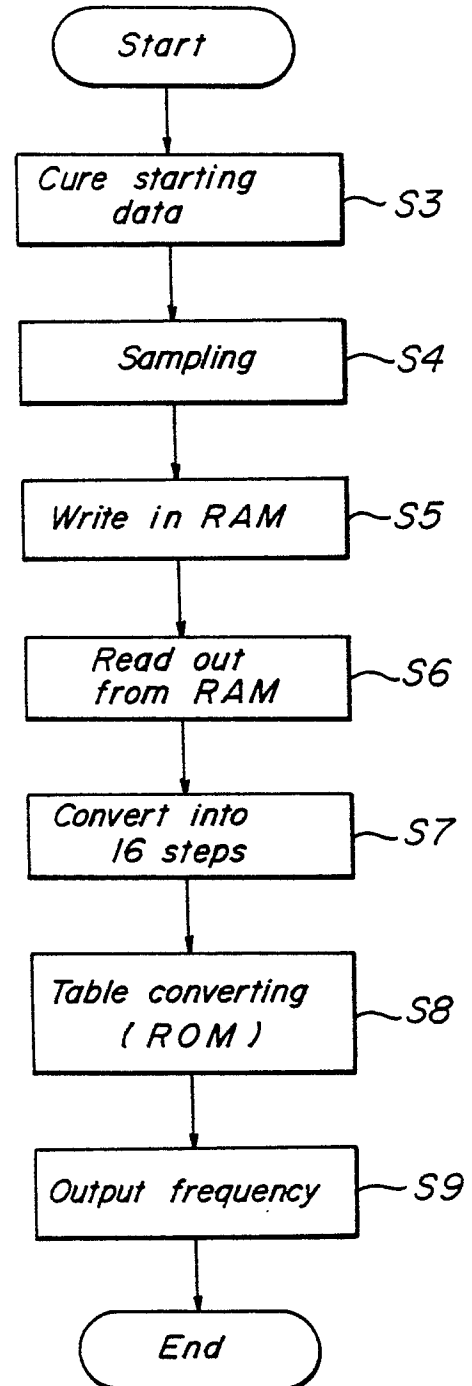 Start
Cure starting
data
S3
Sampling
S4
Write in RAM
S5
Read out
from RAM
S6
Convert into
16 steps
S7
Table converting
(ROM)
S8
Output frequency
S9
End